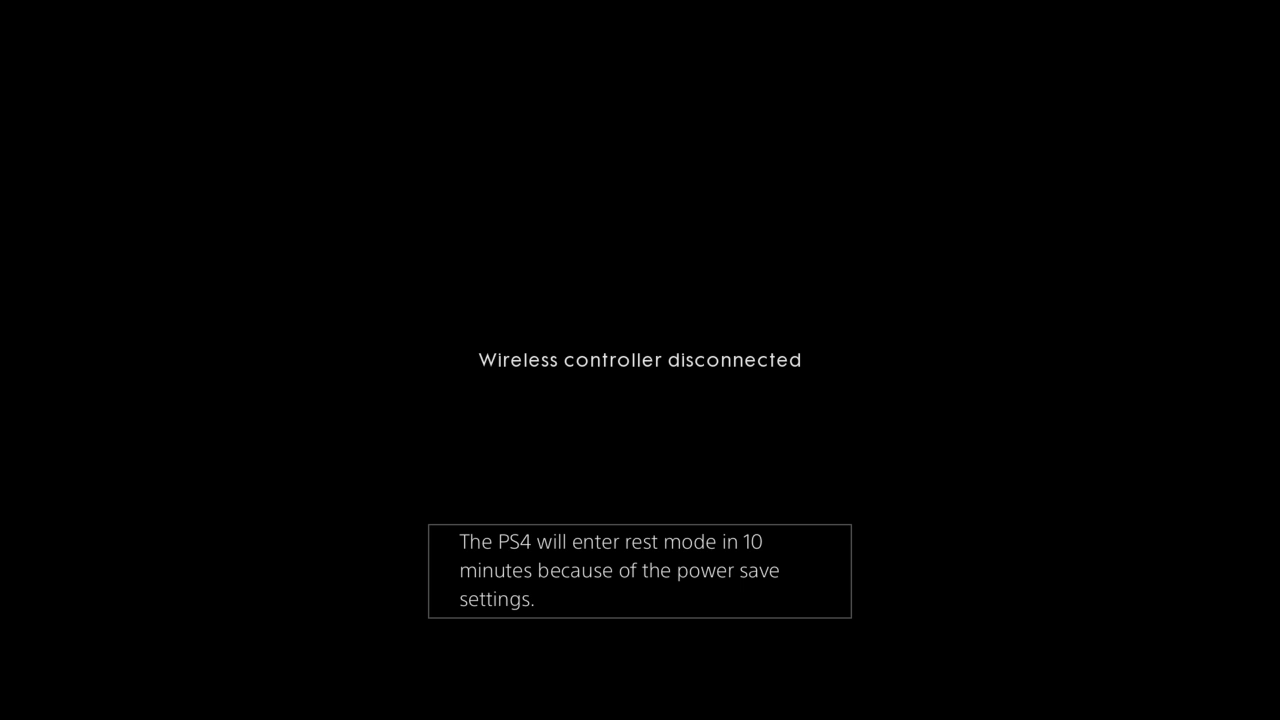 Wireless controller disconnected
The PS4 will enter rest mode in 10
minutes because of the power save
settings.